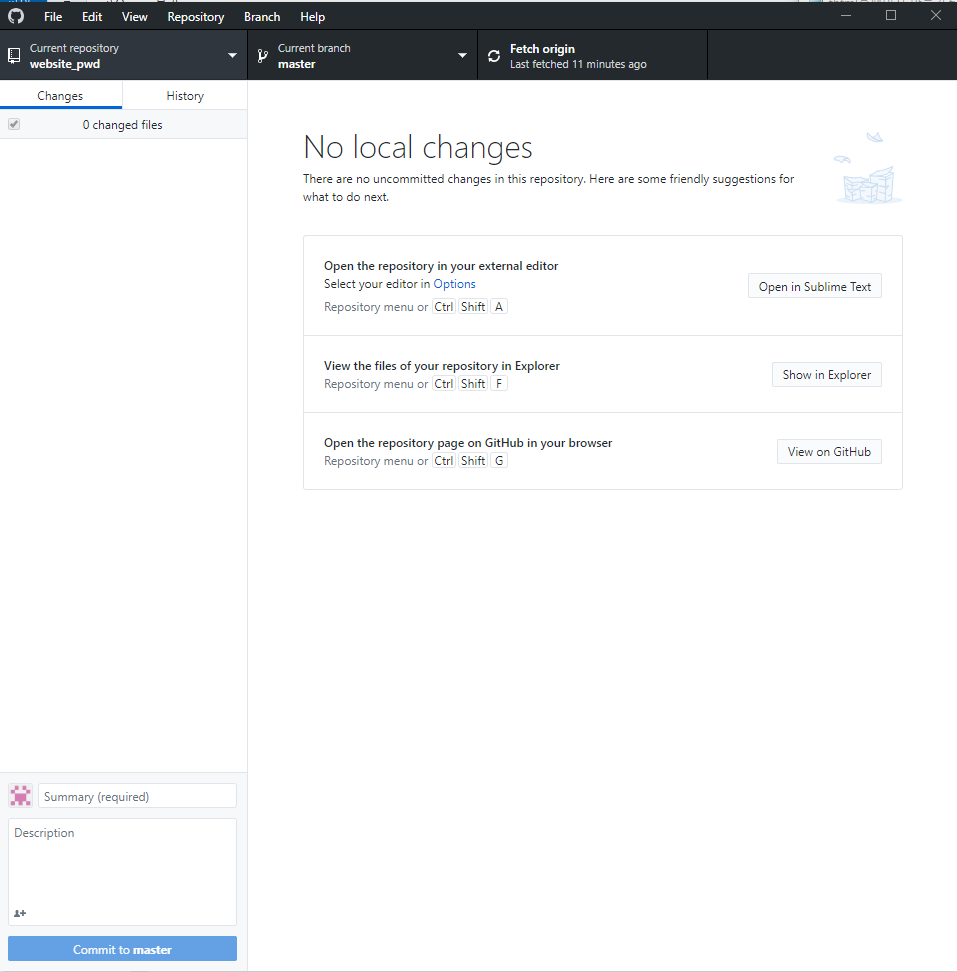 File Edit View Repository Branch Help
Current repository
website_pwd
Current branch
master
Fetch origin
Last fetched 11 minutes ago
Changes History
0 changed files
No local changes
There are no uncommitted changes in this repository. Here are some friendly suggestions for
what to do next.
Open the repository in your external editor
Select your editor in Options
Repository menu or Ctrl Shift A
Open in Sublime Text
View the files of your repository in Explorer
Repository menu or Ctrl Shift F
Show in Explorer
Open the repository page on GitHub in your browser
Repository menu or Ctrl Shift G
View on GitHub
Summary (required)
Description
Commit to master